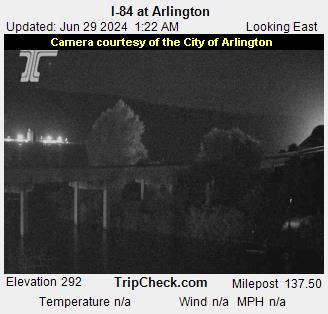 I-84 at Arlington
Updated: Jun 29 2024 1:22 AM Looking East
Camera courtesy of the City of Arlington
Elevation 292 TripCheck.com Milepost 137.50
Temperature n/a Wind n/a MPH n/a